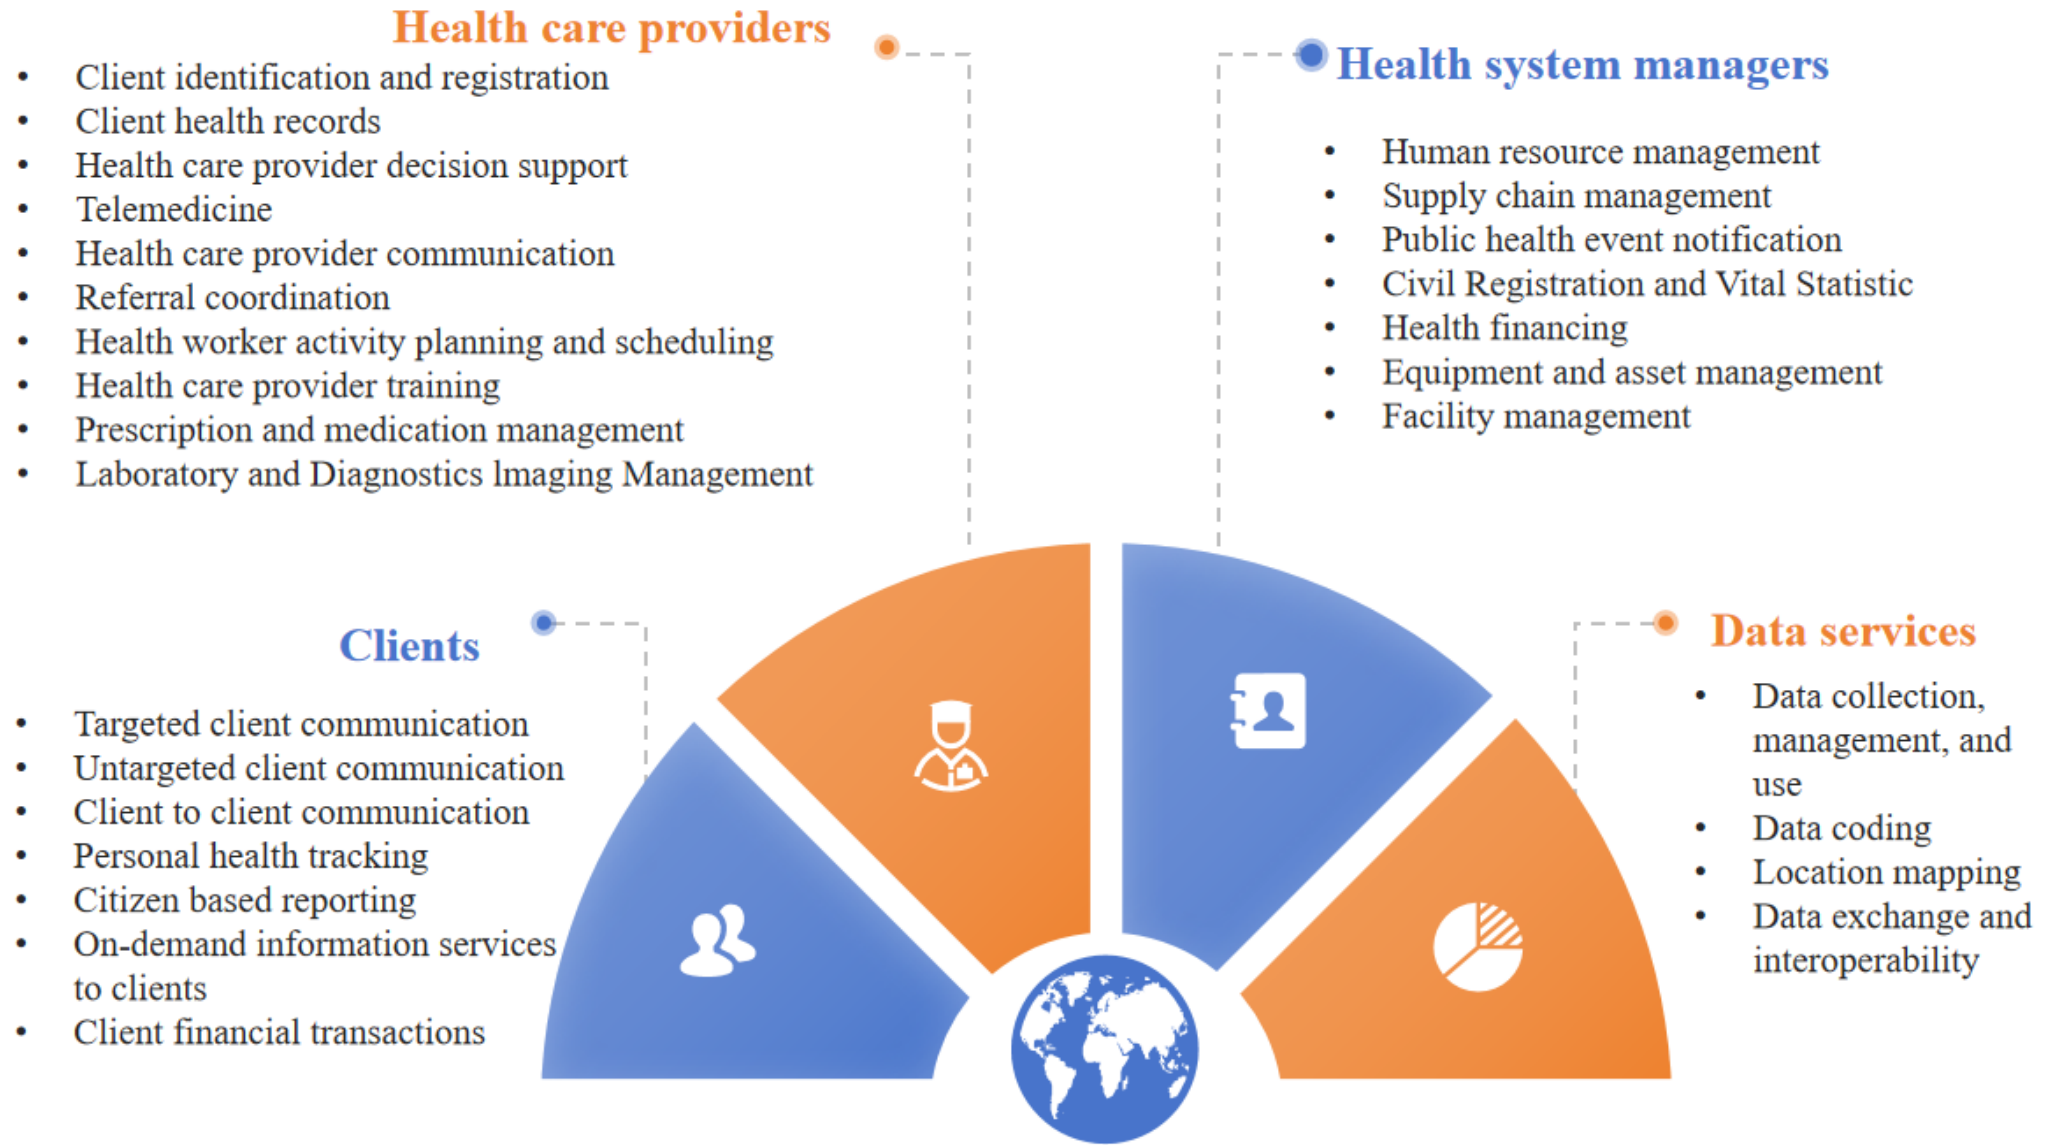 Health care providers
• Client identification and registration
• Client health records
• Health care provider decision support
• Telemedicine
• Health care provider communication
• Referral coordination
• Health worker activity planning and scheduling
• Health care provider training
• Prescription and medication management
• Laboratory and Diagnostics lmaging Management
Health system managers
• Human resource management
• Supply chain management
• Public health event notification
• Civil Registration and Vital Statistic
• Health financing
• Equipment and asset management
• Facility management
Clients
• Targeted client communication
• Untargeted client communication
• Client to client communication
• Personal health tracking
• Citizen based reporting
• On-demand information services
to clients
• Client financial transactions
Data services
• Data collection,
management, and
use
• Data coding
• Location mapping
• Data exchange and
interoperability